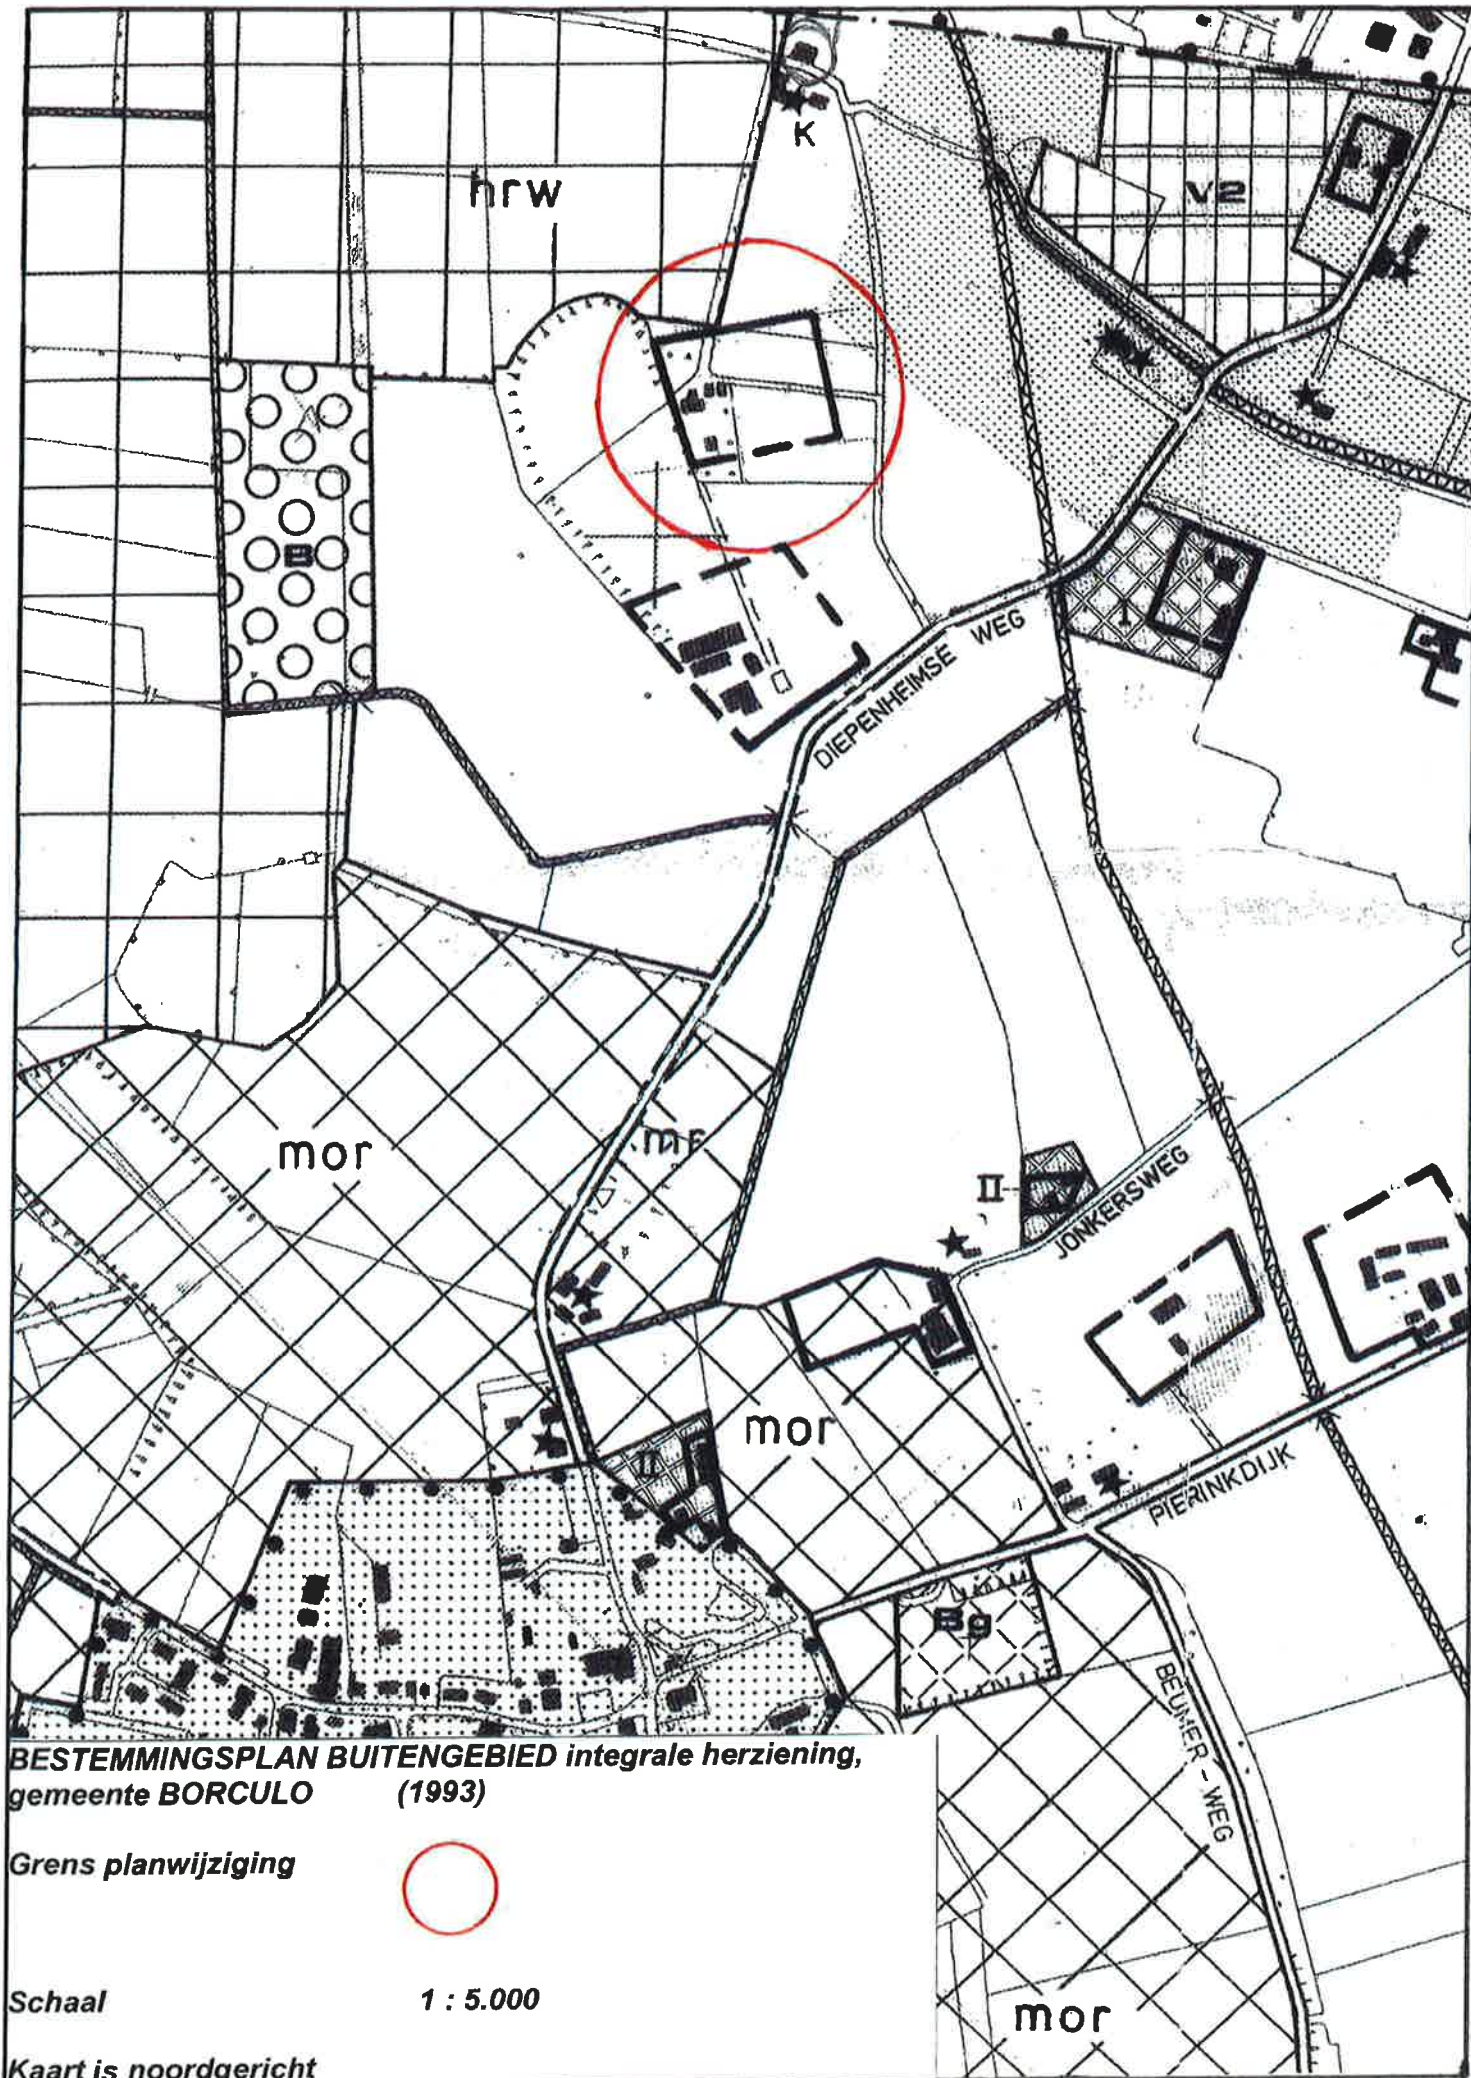 K
hrw
V2
B
I
DIEPENHEIMSE WEG
mor
mr
II
JONKERSWEG
mor
II
PIERINKDIJK
Bg
BEUMER-WEG
BESTEMMINGSPLAN BUITENGEBIED integrale herziening,
gemeente BORCULO (1993)
Grens planwijziging
Schaal 1 : 5.000
mor
Kaart is noordgericht